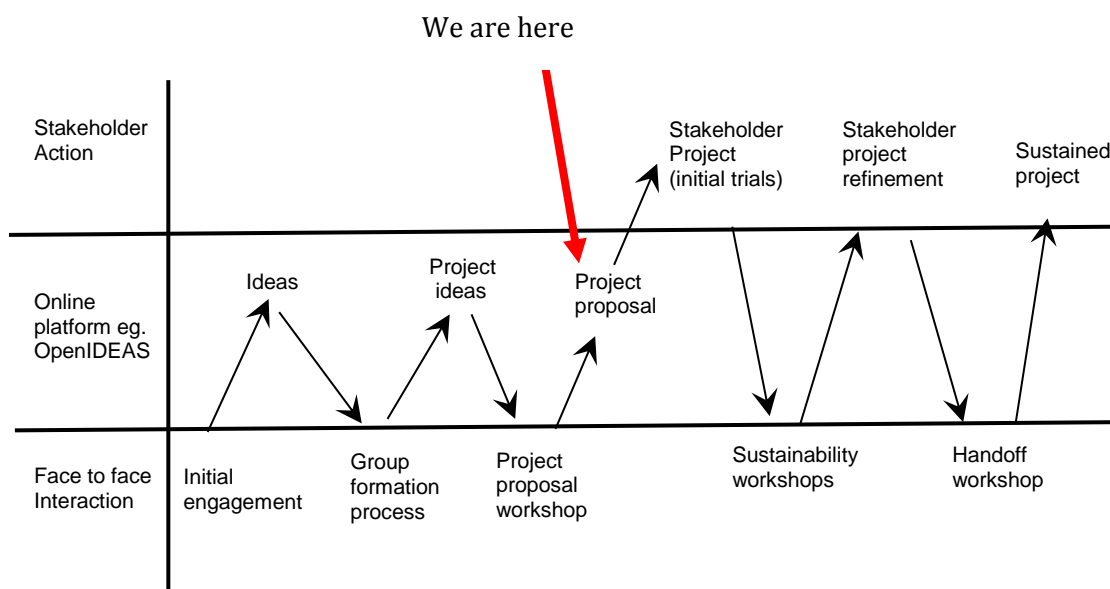 We are here
Stakeholder
Action
Stakeholder
Project
(initial trials)
Stakeholder
project
refinement
Sustained
project
Online
platform eg.
OpenIDEAS
Ideas
Project
ideas
Project
proposal
Face to face
Interaction
Initial
engagement
Group
formation
process
Project
proposal
workshop
Sustainability
workshops
Handoff
workshop